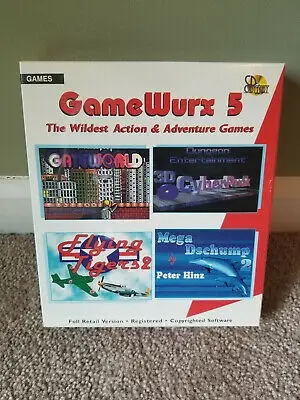 GAMES
GameWurx 5
The Wildest Action & Adventure Games
GATEWORLD
Dungeon
Entertainment
3D CyberPuck
Flying
Tigers 2
Mega
Dschump
2
Peter Hinz
Full Retail Version • Registered • Copyrighted Software